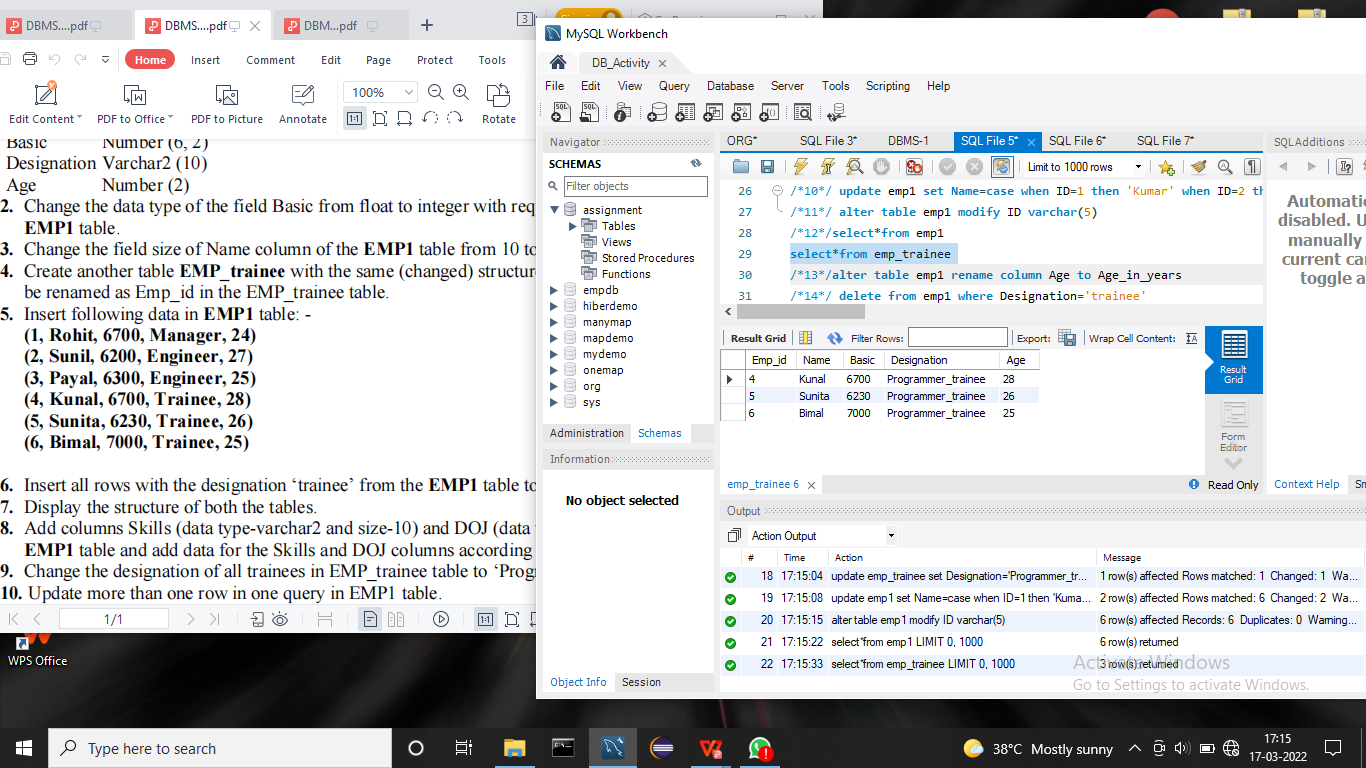 DBMS....pdf
DBMS....pdf
DBM...pdf
3
Home
Insert
Comment
Edit
Page
Protect
Tools
Edit Content
PDF to Office
PDF to Picture
Annotate
100%
Rotate
Basic Number (6, 2)
Designation Varchar2 (10)
Age Number (2)
2. Change the data type of the field Basic from float to integer with req
EMP1 table.
3. Change the field size of Name column of the EMP1 table from 10 to
4. Create another table EMP_trainee with the same (changed) structur
be renamed as Emp_id in the EMP_trainee table.
5. Insert following data in EMP1 table: -
(1, Rohit, 6700, Manager, 24)
(2, Sunil, 6200, Engineer, 27)
(3, Payal, 6300, Engineer, 25)
(4, Kunal, 6700, Trainee, 28)
(5, Sunita, 6230, Trainee, 26)
(6, Bimal, 7000, Trainee, 25)
6. Insert all rows with the designation ‘trainee’ from the EMP1 table to
7. Display the structure of both the tables.
8. Add columns Skills (data type-varchar2 and size-10) and DOJ (data
EMP1 table and add data for the Skills and DOJ columns according
9. Change the designation of all trainees in EMP_trainee table to ‘Prog
10. Update more than one row in one query in EMP1 table.
1/1
WPS Office
MySQL Workbench
DB_Activity
File Edit View Query Database Server Tools Scripting Help
Navigator
SCHEMAS
Filter objects
assignment
Tables
Views
Stored Procedures
Functions
empdb
hiberdemo
manymap
mapdemo
mydemo
onemap
org
sys
Administration Schemas
Information
No object selected
Object Info Session
ORG* SQL File 3* DBMS-1 SQL File 5* SQL File 6* SQL File 7*
Limit to 1000 rows
26 /*10*/ update emp1 set Name=case when ID=1 then 'Kumar' when ID=2 th
27 /*11*/ alter table emp1 modify ID varchar(5)
28 /*12*/select*from emp1
29 select*from emp_trainee
30 /*13*/alter table emp1 rename column Age to Age_in_years
31 /*14*/ delete from emp1 where Designation='trainee'
Result Grid Filter Rows: Export: Wrap Cell Content:
Emp_id Name Basic Designation Age
4 Kunal 6700 Programmer_trainee 28
5 Sunita 6230 Programmer_trainee 26
6 Bimal 7000 Programmer_trainee 25
Result
Grid
Form
Editor
emp_trainee 6
Read Only
SQLAdditions
Automatic
disabled. U
manually
current car
toggle a
Context Help Sn
Output
Action Output
# Time Action Message
18 17:15:04 update emp_trainee set Designation='Programmer_tr... 1 row(s) affected Rows matched: 1 Changed: 1 Wa...
19 17:15:08 update emp1 set Name=case when ID=1 then 'Kuma... 2 row(s) affected Rows matched: 6 Changed: 2 Wa...
20 17:15:15 alter table emp1 modify ID varchar(5) 6 row(s) affected Records: 6 Duplicates: 0 Warning...
21 17:15:22 select*from emp1 LIMIT 0, 1000 6 row(s) returned
22 17:15:33 select*from emp_trainee LIMIT 0, 1000 3 row(s) returned
Activate Windows
Go to Settings to activate Windows.
Type here to search
38°C Mostly sunny
17:15
17-03-2022